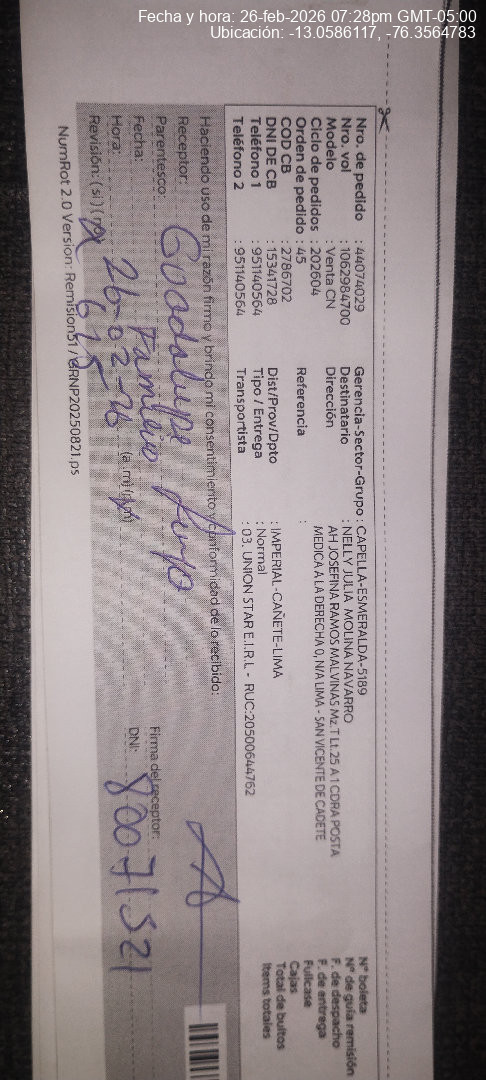 Fecha y hora: 26-feb-2026 07:28pm GMT-05:00
Ubicación: -13.0586117, -76.3564783
Nro. de pedido : 44074029
Nro. vol : 1062984700
Modelo : Venta CN
Ciclo de pedidos : 202604
Orden de pedido : 45
COD CB : 2786702
DNI DE CB : 15341728
Teléfono 1 : 951140564
Teléfono 2 : 951140564
Gerencia-Sector-Grupo : CAPELLA-ESMERALDA-5189
Destinatario : NELLY JULIA MOLINA NAVARRO
Dirección : AH JOSEFINA RAMOS MALVINAS Mz.T Lt.25 A 1 CDRA POSTA
MEDICA A LA DERECHA 0, N/A LIMA - SAN VICENTE DE CAÑETE
Referencia :
Dist/Prov/Dpto : IMPERIAL-CAÑETE-LIMA
Tipo / Entrega : Normal
Transportista : 03. UNION STAR E.I.R.L - RUC:20500644762
N° boleta
N° de guía remisión
F. de despacho
F. de entrega
Fullcase
Cajas
Total de bultos
Items totales
Haciendo uso de mi razón firmo y brindo mi consentimiento y conformidad de lo recibido:
Receptor: Goadalupe
Parentesco: Familia
Fecha: 26-02-26
Hora: 615 (a.m) (p.m)
Revisión: (si) (no)
Firma del receptor:
DNI: 80071521
NumRot 2.0 Version: Remision51 / GRNP20250821.ps